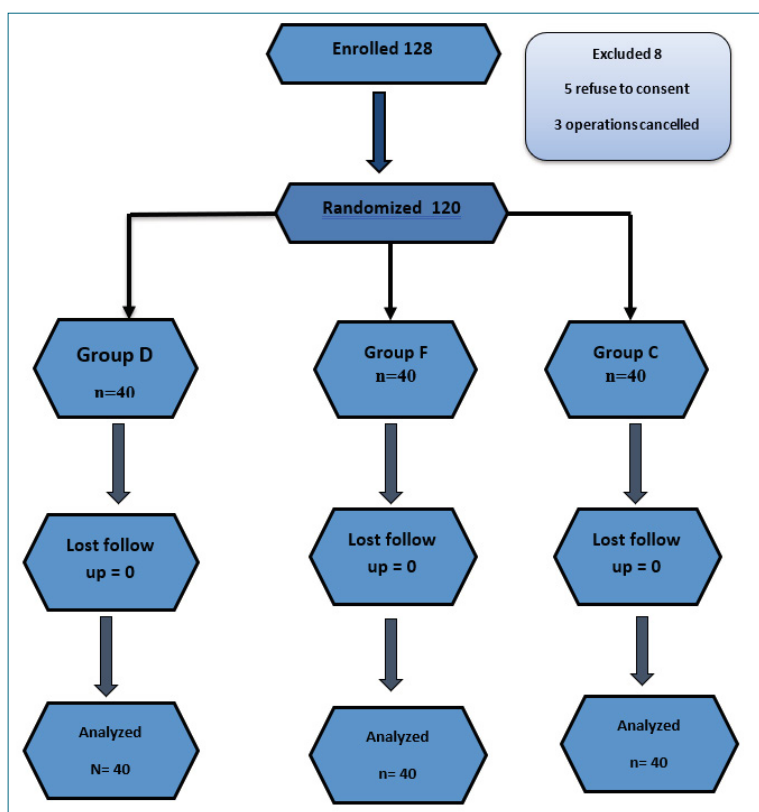 Enrolled 128
Excluded 8
5 refuse to consent
3 operations cancelled
Randomized 120
Group D
n=40
Group F
n=40
Group C
n=40
Lost follow
up = 0
Lost follow
up = 0
Lost follow
up = 0
Analyzed
N= 40
Analyzed
n= 40
Analyzed
n= 40